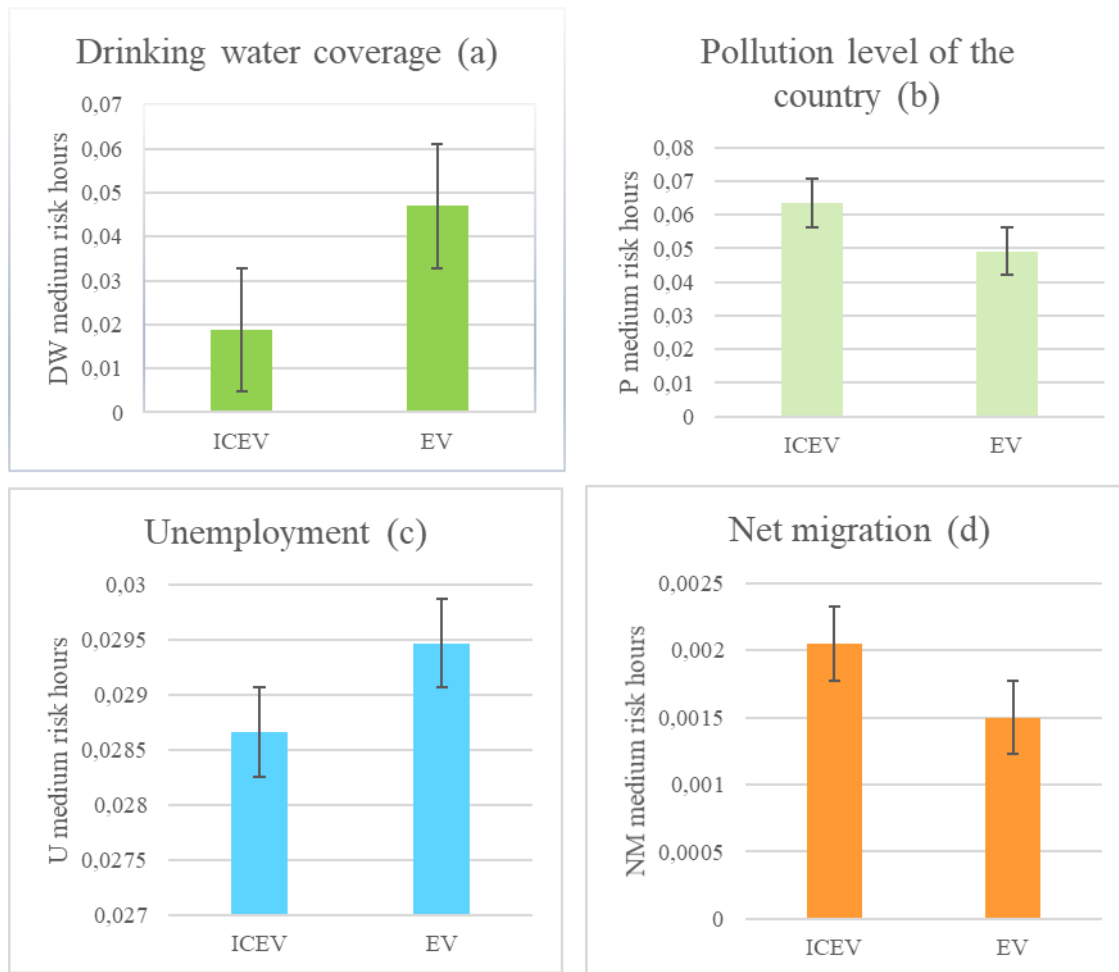 Drinking water coverage (a)
DW medium risk hours
0,07
0,06
0,05
0,04
0,03
0,02
0,01
0
ICEV EV
Pollution level of the
country (b)
P medium risk hours
0,08
0,07
0,06
0,05
0,04
0,03
0,02
0,01
0
ICEV EV
Unemployment (c)
U medium risk hours
0,03
0,0295
0,029
0,0285
0,028
0,0275
0,027
ICEV EV
Net migration (d)
NM medium risk hours
0,0025
0,002
0,0015
0,001
0,0005
0
ICEV EV